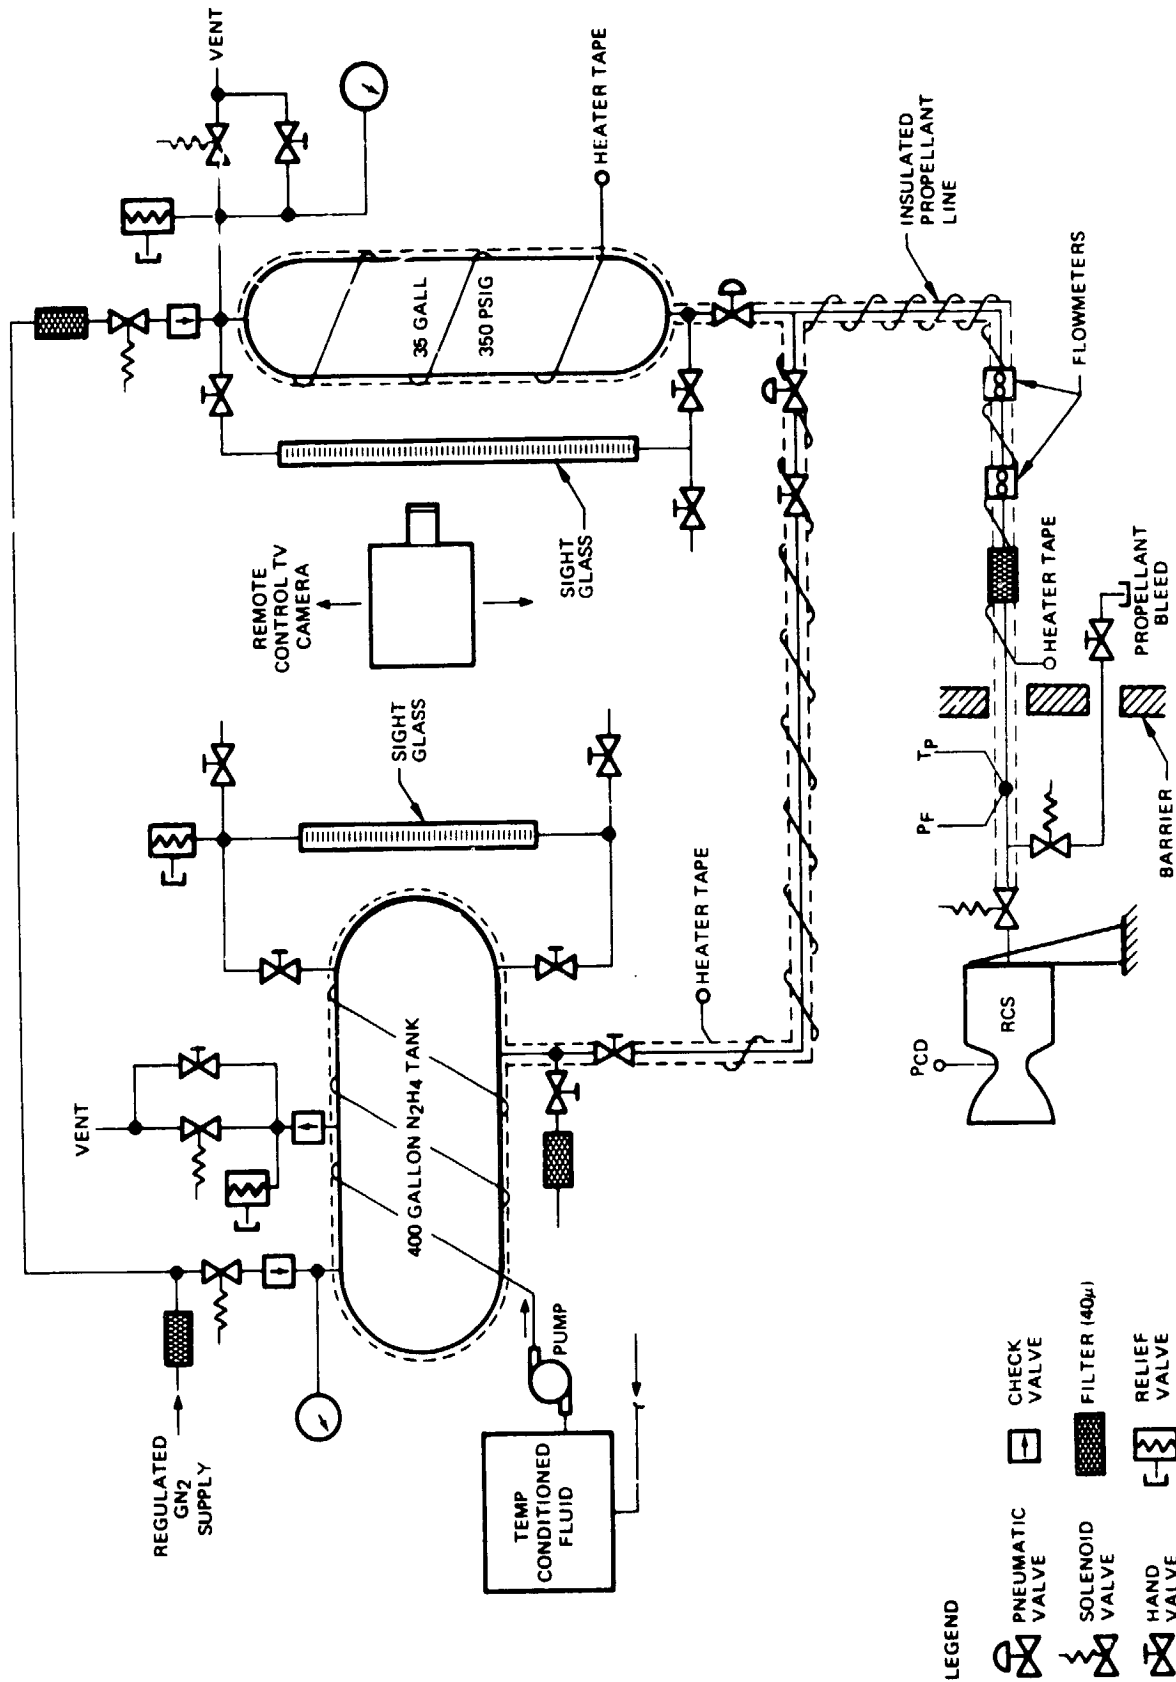 REGULATED
GN2
SUPPLY
VENT
REMOTE
CONTROL TV
CAMERA
VENT
400 GALLON N2H4 TANK
SIGHT
GLASS
SIGHT
GLASS
35 GALL
350 PSIG
HEATER TAPE
TEMP
CONDITIONED
FLUID
PUMP
HEATER TAPE
INSULATED
PROPELLANT
LINE
FLOWMETERS
PCD
RCS
PF
TP
HEATER TAPE
PROPELLANT
BLEED
BARRIER
LEGEND
PNEUMATIC
VALVE
CHECK
VALVE
SOLENOID
VALVE
FILTER (40μ)
HAND
VALVE
RELIEF
VALVE